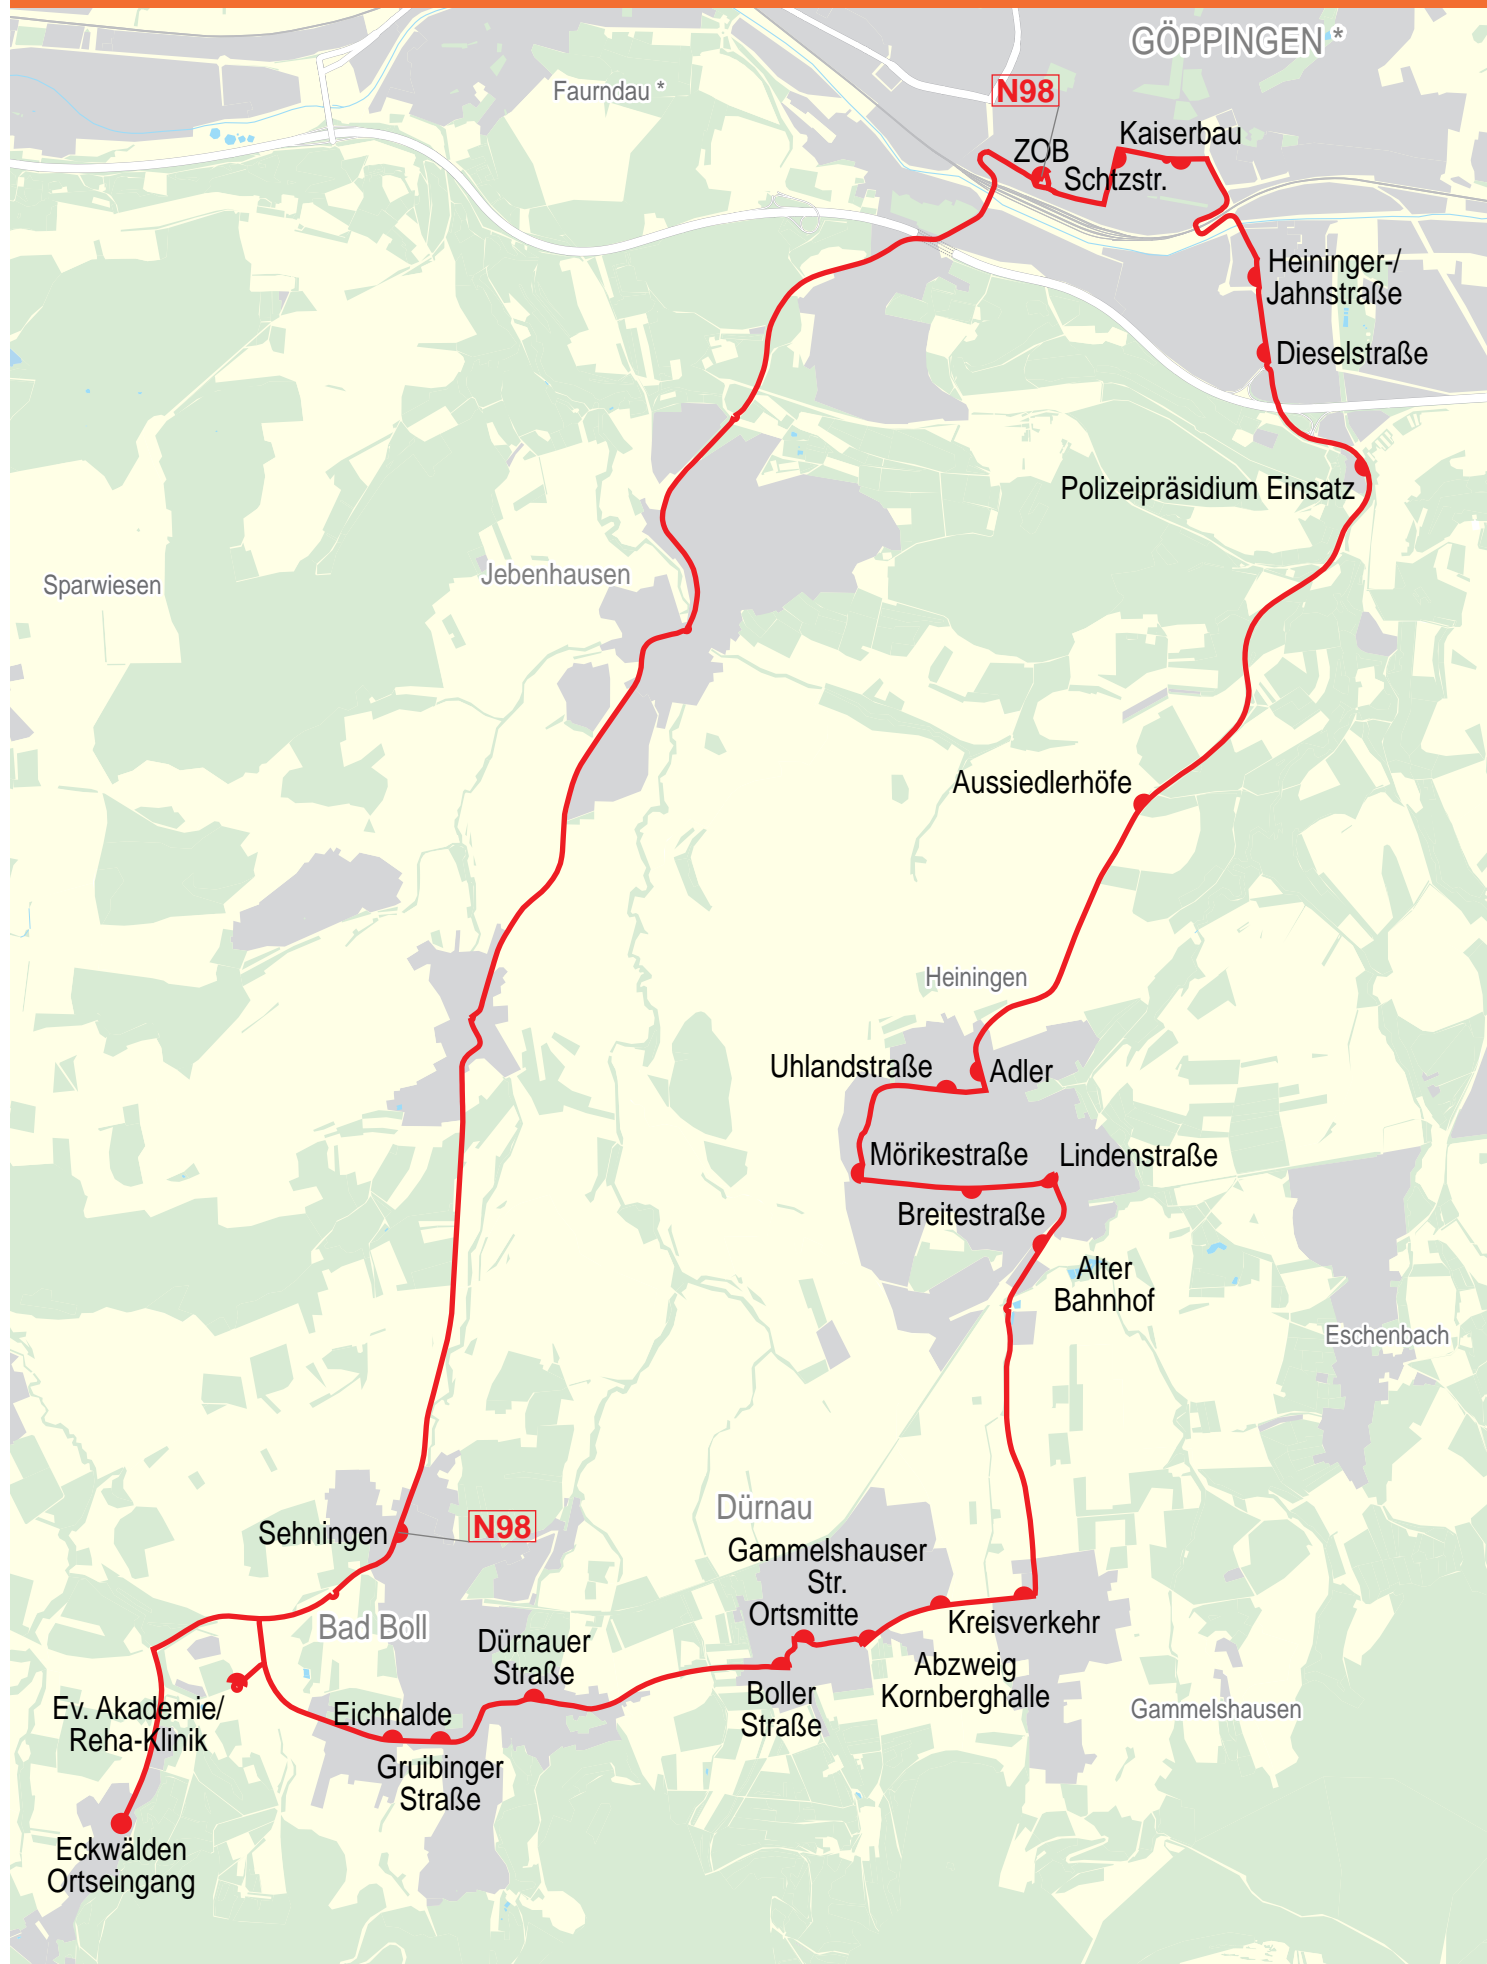 GÖPPINGEN *
Faurndau *
N98
Kaiserbau
ZOB
Schtzstr.
Heininger-/
Jahnstraße
Dieselstraße
Polizeipräsidium Einsatz
Jebenhausen
Sparwiesen
Aussiedlerhöfe
Heiningen
Uhlandstraße
Adler
Mörikestraße
Lindenstraße
Breitestraße
Alter
Bahnhof
Eschenbach
Dürnau
Sehningen
N98
Gammelshauser
Str.
Ortsmitte
Kreisverkehr
Bad Boll
Dürnauer
Straße
Abzweig
Kornberghalle
Boller
Straße
Gammelshausen
Ev. Akademie/
Reha-Klinik
Eichhalde
Gruibinger
Straße
Eckwälden
Ortseingang